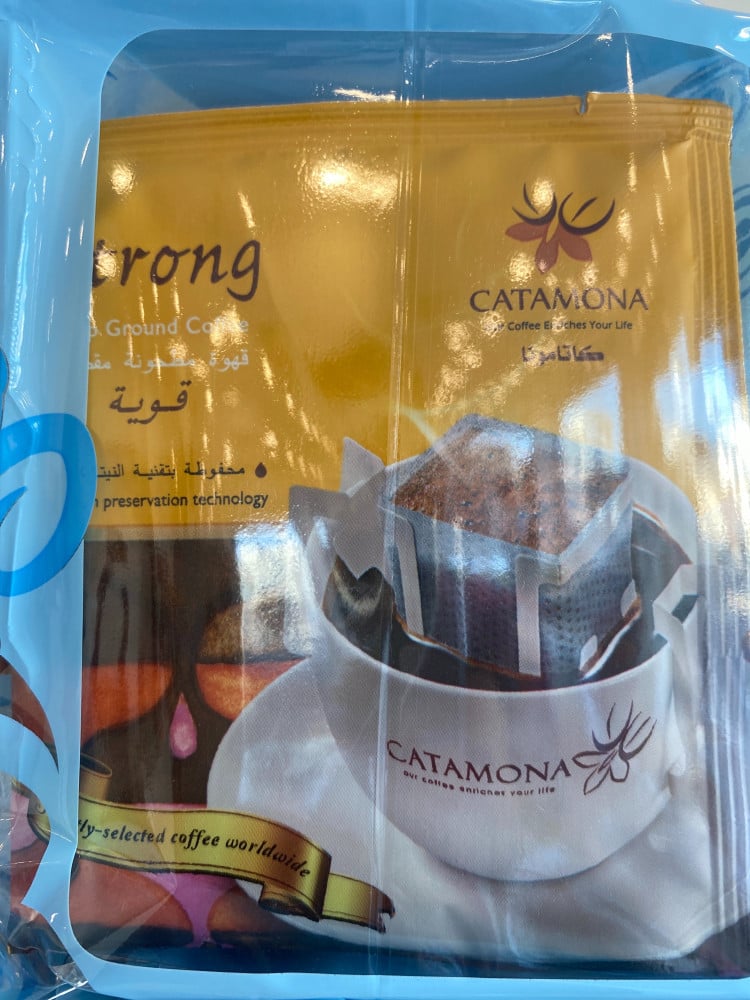 trong
Ground Coffee
قهوة مطحونة
قوية
محفوظة بتقنية
preservation technology
CATAMONA
Coffee Enriches Your Life
كاتامونا
CATAMONA
our coffee enriches your life
ly-selected coffee worldwide